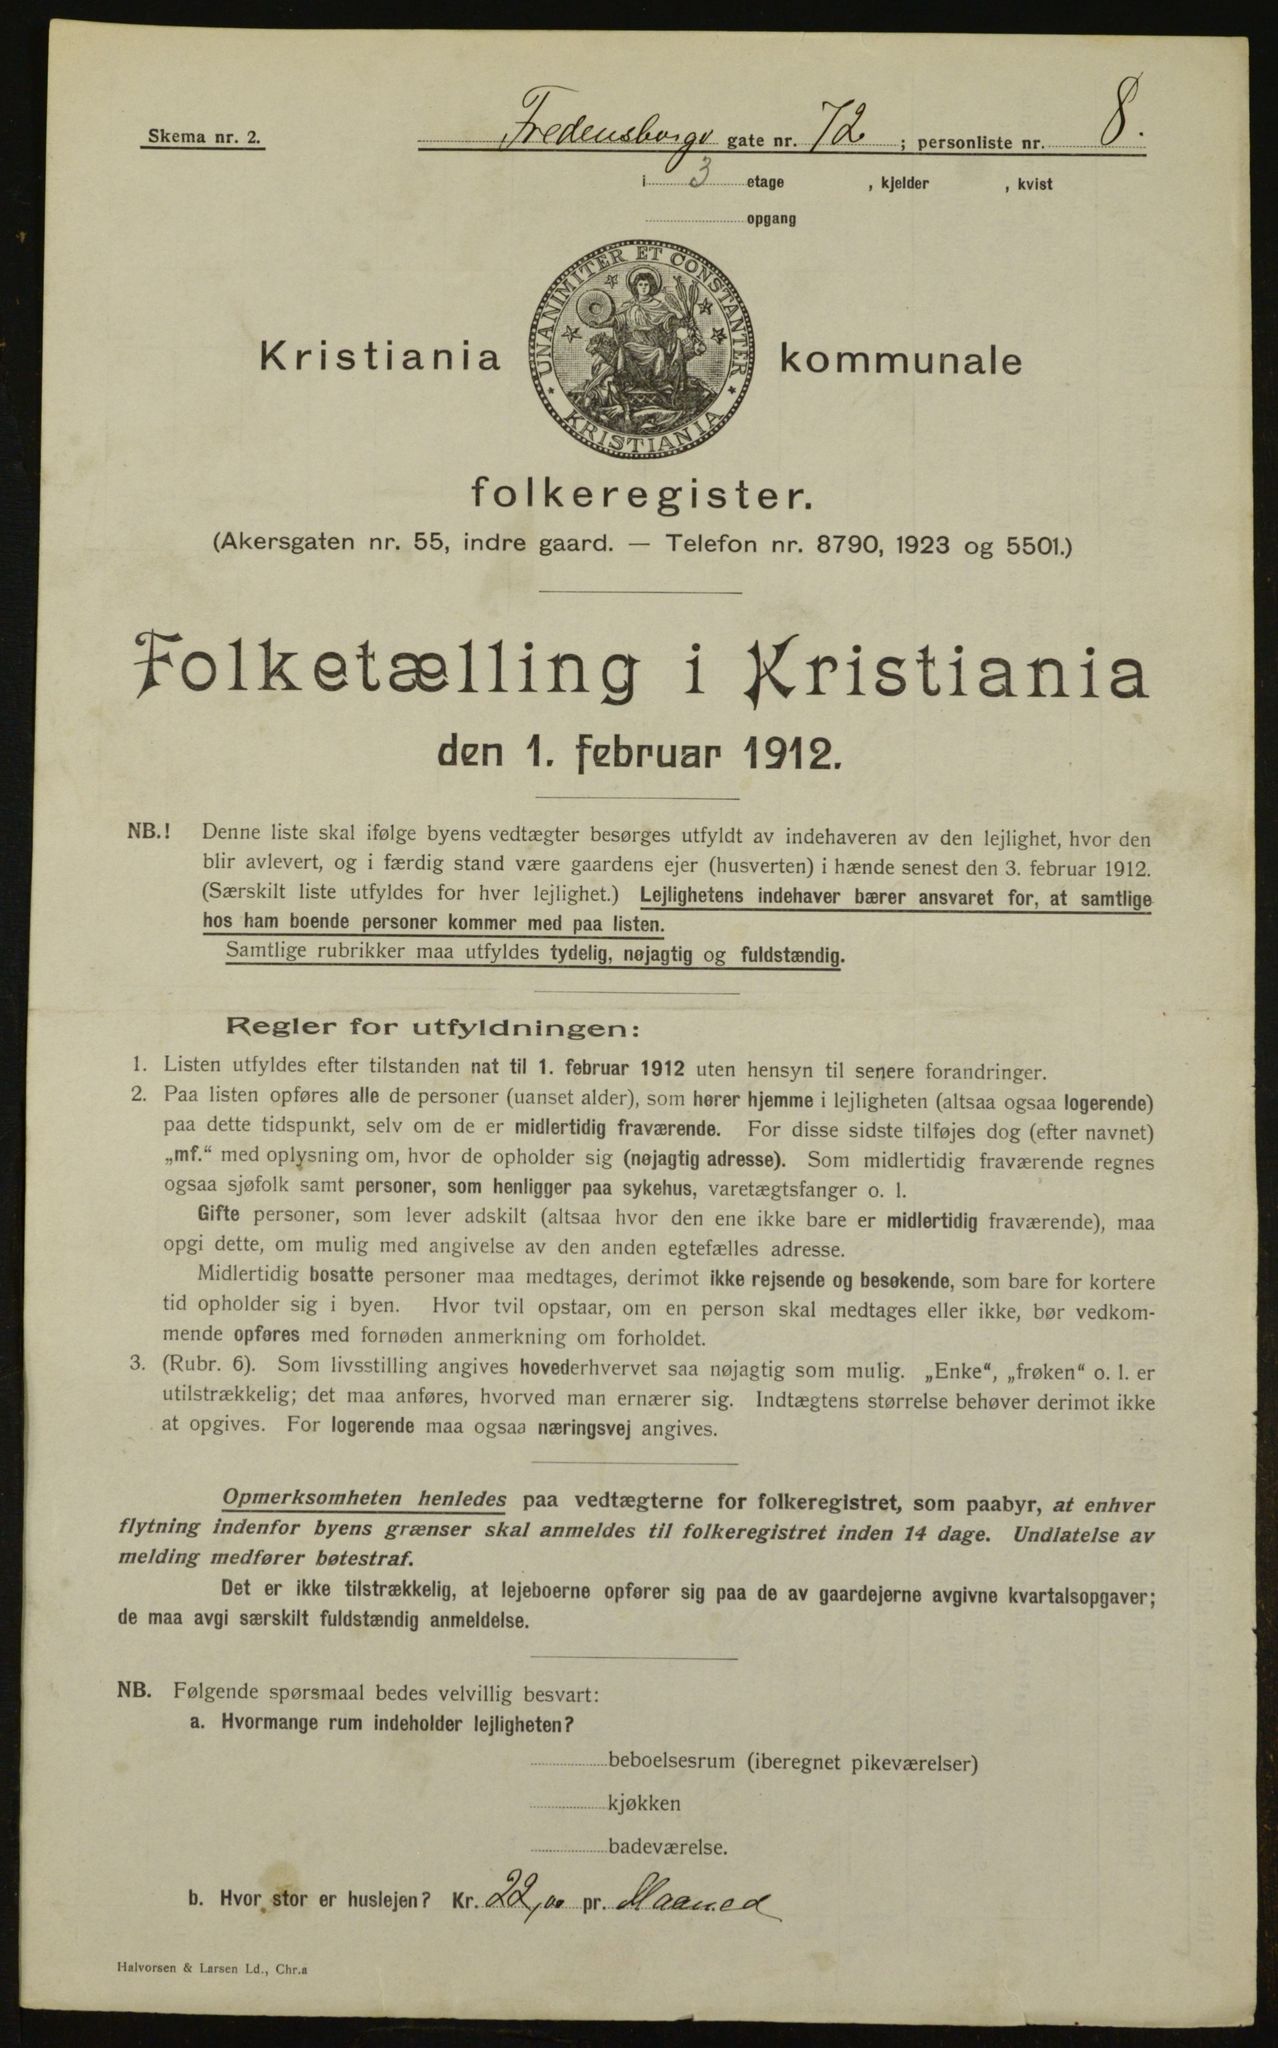 Skema nr. 2.
Fredensborgv gate nr. 72 ; personliste nr. 8.
i 3 etage , kjelder , kvist
opgang
UNANIMITER ET CONSTANTER
KRISTIANIA
Kristiania kommunale
folkeregister.
(Akersgaten nr. 55, indre gaard. — Telefon nr. 8790, 1923 og 5501.)
Folketælling i Kristiania
den 1. februar 1912.
NB.! Denne liste skal ifølge byens vedtægter besørges utfyldt av indehaveren av den lejlighet, hvor den
blir avlevert, og i færdig stand være gaardens ejer (husverten) i hænde senest den 3. februar 1912.
(Særskilt liste utfyldes for hver lejlighet.) Lejlighetens indehaver bærer ansvaret for, at samtlige
hos ham boende personer kommer med paa listen.
Samtlige rubrikker maa utfyldes tydelig, nøjagtig og fuldstændig.
Regler for utfyldningen:
1. Listen utfyldes efter tilstanden nat til 1. februar 1912 uten hensyn til senere forandringer.
2. Paa listen opføres alle de personer (uanset alder), som hører hjemme i lejligheten (altsaa ogsaa logerende)
paa dette tidspunkt, selv om de er midlertidig fraværende. For disse sidste tilføjes dog (efter navnet)
„mf.“ med oplysning om, hvor de opholder sig (nøjagtig adresse). Som midlertidig fraværende regnes
ogsaa sjøfolk samt personer, som henligger paa sykehus, varetægtsfanger o. l.
Gifte personer, som lever adskilt (altsaa hvor den ene ikke bare er midlertidig fraværende), maa
opgi dette, om mulig med angivelse av den anden egtefælles adresse.
Midlertidig bosatte personer maa medtages, derimot ikke rejsende og besøkende, som bare for kortere
tid opholder sig i byen. Hvor tvil opstaar, om en person skal medtages eller ikke, bør vedkom-
mende opføres med fornøden anmerkning om forholdet.
3. (Rubr. 6). Som livsstilling angives hovederhvervet saa nøjagtig som mulig. „Enke“, „frøken“ o. l. er
utilstrækkelig; det maa anføres, hvorved man ernærer sig. Indtægtens størrelse behøver derimot ikke
at opgives. For logerende maa ogsaa næringsvej angives.
Opmerksomheten henledes paa vedtægterne for folkeregistret, som paabyr, at enhver
flytning indenfor byens grænser skal anmeldes til folkeregistret inden 14 dage. Undlatelse av
melding medfører bøtestraf.
Det er ikke tilstrækkelig, at lejeboerne opfører sig paa de av gaardejerne avgivne kvartalsopgaver;
de maa avgi særskilt fuldstændig anmeldelse.
NB. Følgende spørsmaal bedes velvillig besvart:
a. Hvormange rum indeholder lejligheten?
beboelsesrum (iberegnet pikeværelser)
kjøkken
badeværelse.
b. Hvor stor er huslejen? Kr. 22,00 pr. Maaned
Halvorsen & Larsen Ld., Chr.a